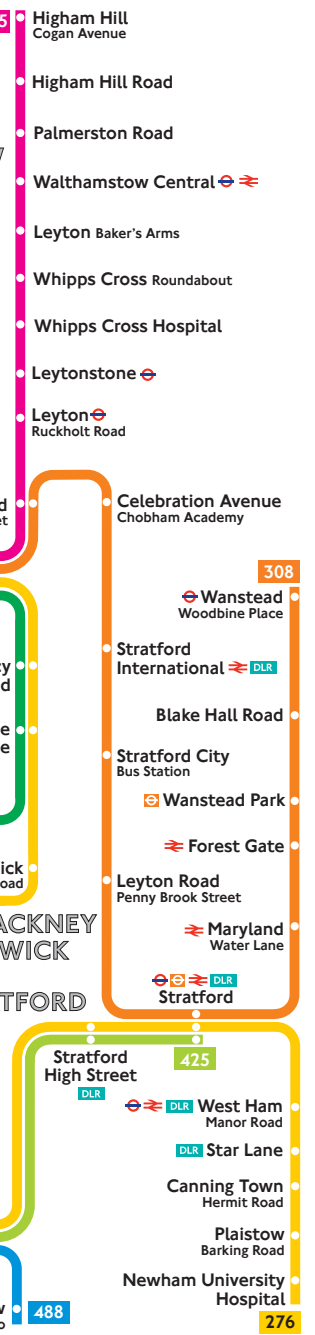 5
Higham Hill
Cogan Avenue
Higham Hill Road
Palmerston Road
Walthamstow Central
Leyton Baker's Arms
Whipps Cross Roundabout
Whipps Cross Hospital
Leytonstone
Leyton
Ruckholt Road
d
et
Celebration Avenue
Chobham Academy
308
Wanstead
Woodbine Place
Stratford
International DLR
y
d
Blake Hall Road
e
e
Stratford City
Bus Station
Wanstead Park
Forest Gate
ick
oad
Leyton Road
Penny Brook Street
ACKNEY
WICK
Maryland
Water Lane
TFORD
DLR
Stratford
Stratford
High Street
DLR
425
DLR West Ham
Manor Road
DLR Star Lane
Canning Town
Hermit Road
Plaistow
Barking Road
Newham University
Hospital
276
488